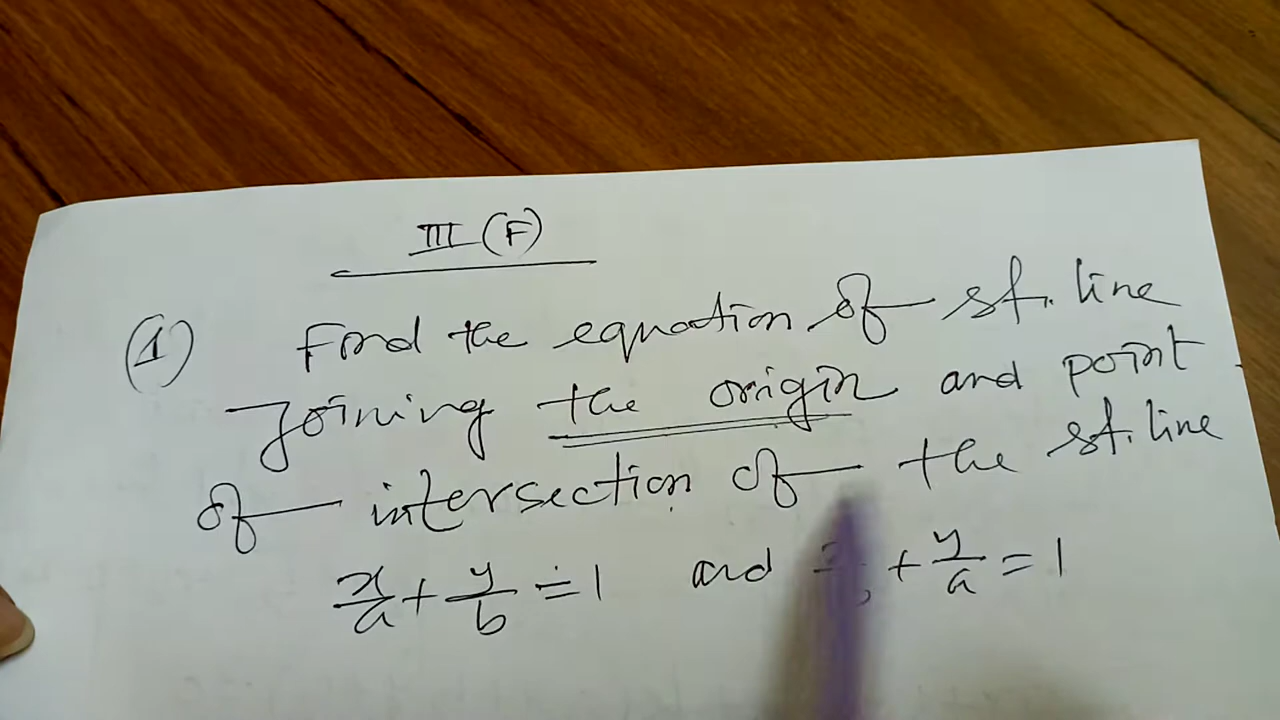 III (F)
(1) Find the equation of st. line
Joining the origin and point
of intersection of the st. line
x/a + y/b = 1 and + y/a = 1